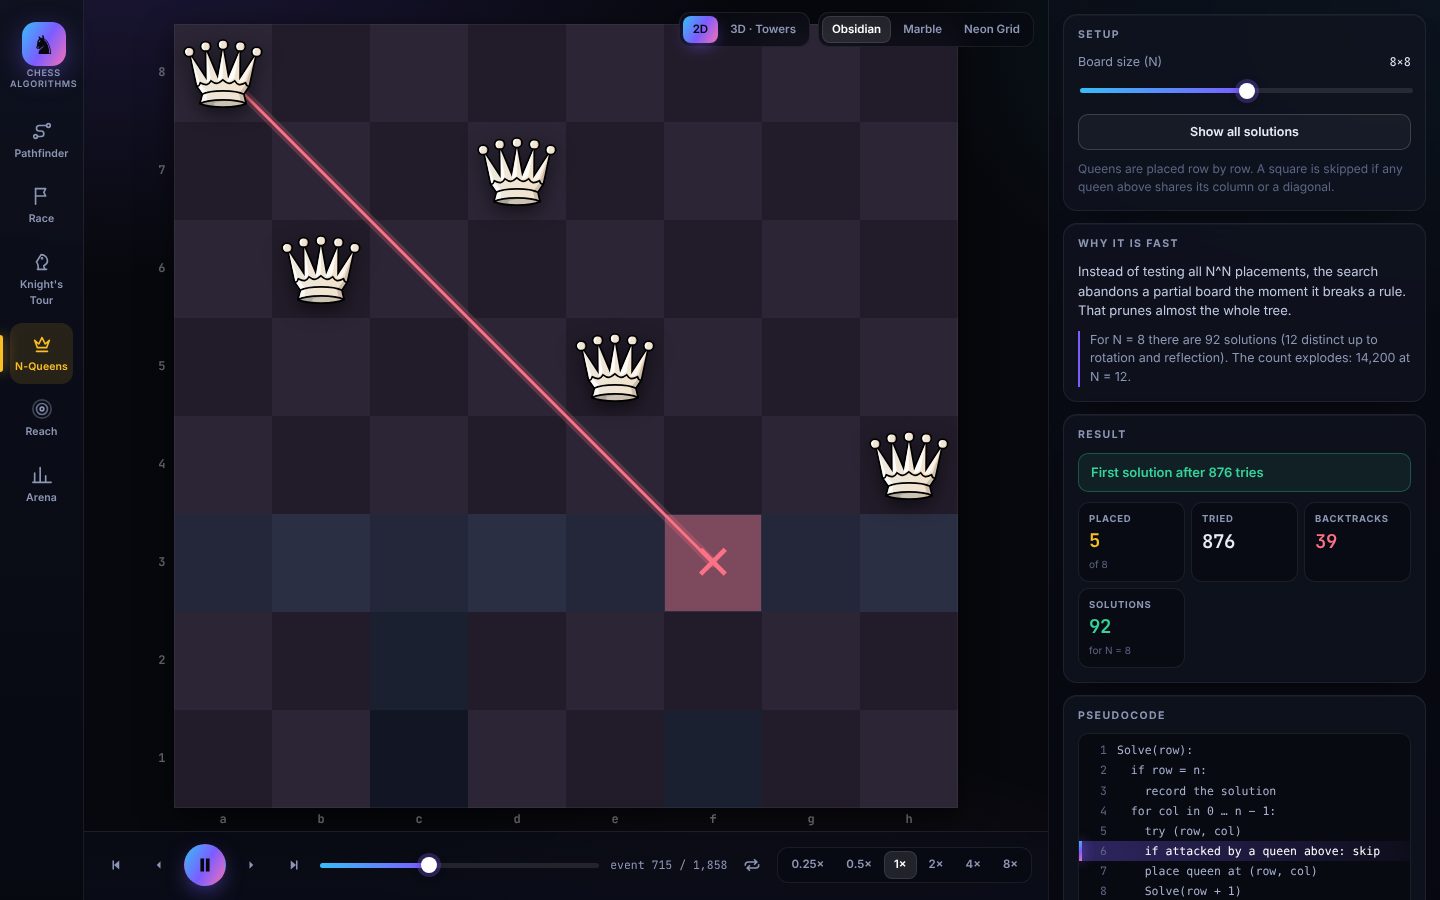 CHESS
ALGORITHMS
Pathfinder
Race
Knight's
Tour
N-Queens
Reach
Arena
2D
3D · Towers
Obsidian
Marble
Neon Grid
8
7
6
5
4
3
2
1
a b c d e f g h
event 715 / 1,858
0.25×
0.5×
1×
2×
4×
8×
SETUP
Board size (N) 8×8
Show all solutions
Queens are placed row by row. A square is skipped if any
queen above shares its column or a diagonal.
WHY IT IS FAST
Instead of testing all N^N placements, the search
abandons a partial board the moment it breaks a rule.
That prunes almost the whole tree.
For N = 8 there are 92 solutions (12 distinct up to
rotation and reflection). The count explodes: 14,200 at
N = 12.
RESULT
First solution after 876 tries
PLACED
5
of 8
TRIED
876
BACKTRACKS
39
SOLUTIONS
92
for N = 8
PSEUDOCODE
1 Solve(row):
2 if row = n:
3 record the solution
4 for col in 0 … n − 1:
5 try (row, col)
6 if attacked by a queen above: skip
7 place queen at (row, col)
8 Solve(row + 1)